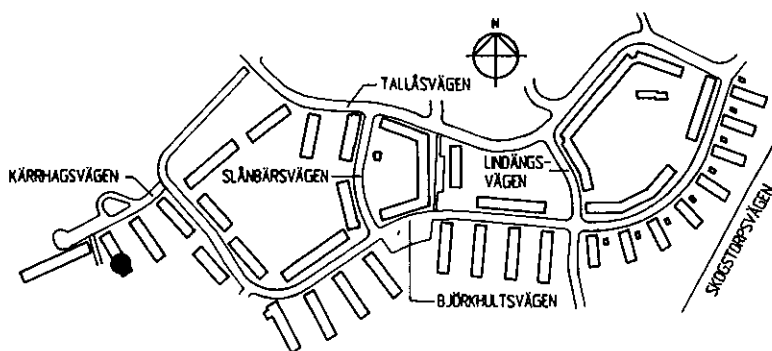 N
TALLÅSVÄGEN
KÄRRHAGSVÄGEN
SLÅNBÄRSVÄGEN
LINDÄNGS-
VÄGEN
BJÖRKHULTSVÄGEN
SKOGSTORPSVÄGEN